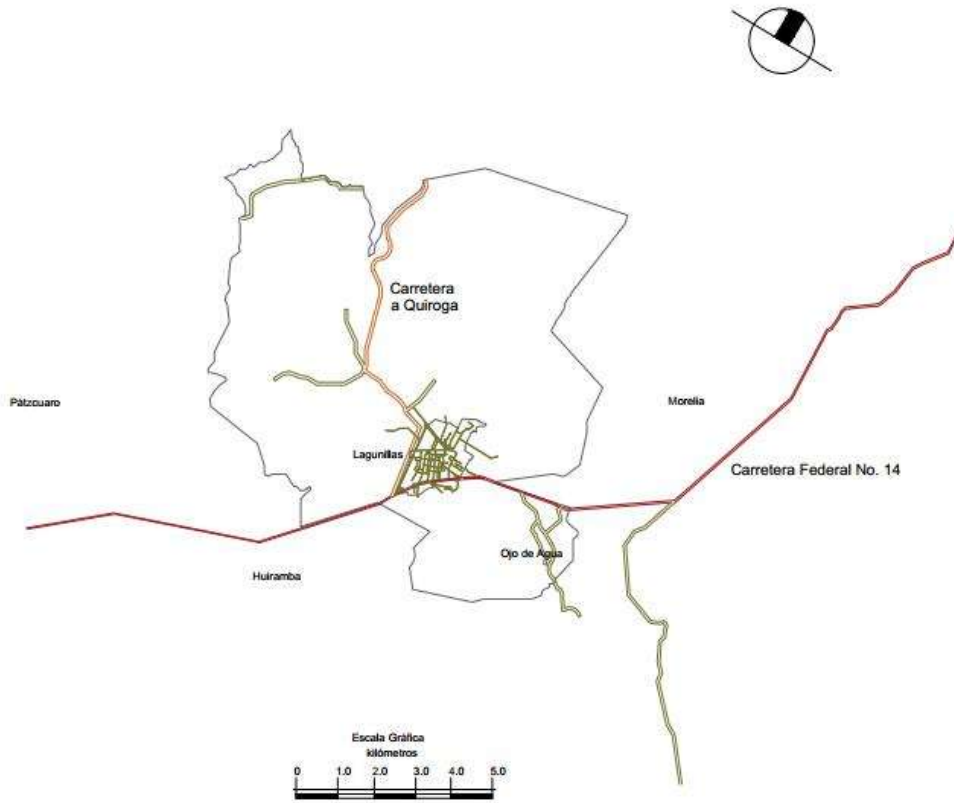 Carretera
a Quiroga
Pátzcuaro
Morelia
Lagunillas
Carretera Federal No. 14
Ojo de Agua
Huiramba
Escala Gráfica
kilómetros
0 1.0 2.0 3.0 4.0 5.0